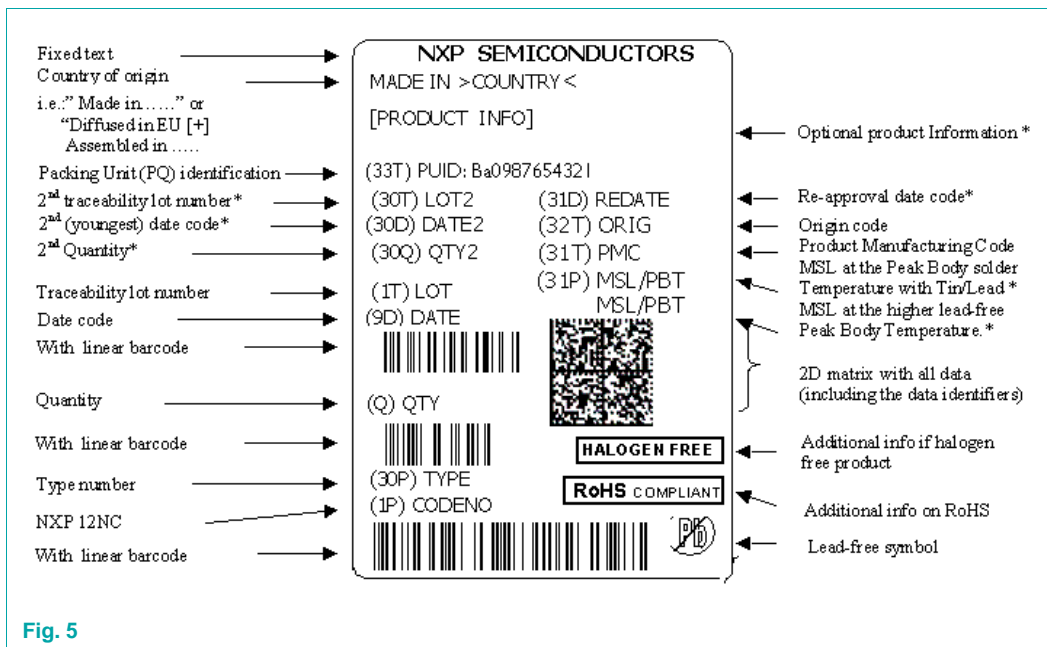 Fixed text
Country of origin
i.e.:" Made in......" or
"Diffused in EU [+]
Assembled in .....
Packing Unit (PQ) identification
2nd traceability lot number*
2nd (youngest) date code*
2nd Quantity*
Traceability lot number
Date code
With linear barcode
Quantity
With linear barcode
Type number
NXP 12NC
With linear barcode
NXP SEMICONDUCTORS
MADE IN >COUNTRY<
[PRODUCT INFO]
(33T) PUID: Ba0987654321
(30T) LOT2 (31D) REDATE
(30D) DATE2 (32T) ORIG
(30Q) QTY2 (31T) PMC
(31P) MSL/PBT
(1T) LOT MSL/PBT
(9D) DATE
(Q) QTY
HALOGEN FREE
(30P) TYPE
RoHS COMPLIANT
(1P) CODENO
Pb
Optional product Information *
Re-approval date code*
Origin code
Product Manufacturing Code
MSL at the Peak Body solder
Temperature with Tin/Lead *
MSL at the higher lead-free
Peak Body Temperature.*
2D matrix with all data
(including the data identifiers)
Additional info if halogen
free product
Additional info on RoHS
Lead-free symbol
Fig. 5